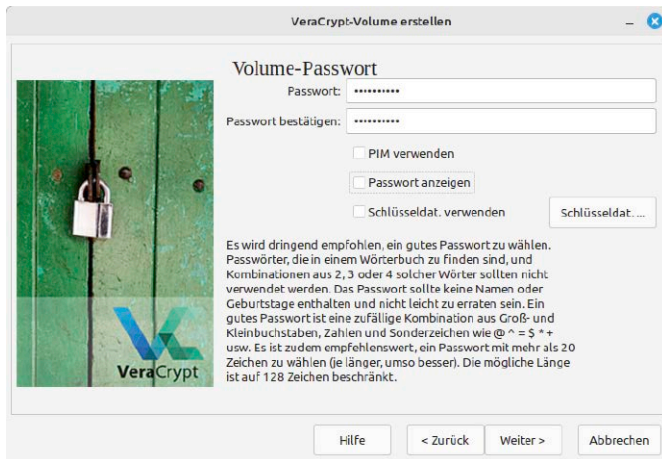 VeraCrypt-Volume erstellen
Volume-Passwort
Passwort: ••••••••••
Passwort bestätigen: ••••••••••
PIM verwenden
Passwort anzeigen
Schlüsseldat. verwenden
Schlüsseldat. ...
Es wird dringend empfohlen, ein gutes Passwort zu wählen.
Passwörter, die in einem Wörterbuch zu finden sind, und
Kombinationen aus 2, 3 oder 4 solcher Wörter sollten nicht
verwendet werden. Das Passwort sollte keine Namen oder
Geburtstage enthalten und nicht leicht zu erraten sein. Ein
gutes Passwort ist eine zufällige Kombination aus Groß- und
Kleinbuchstaben, Zahlen und Sonderzeichen wie @ ^ = $ * +
usw. Es ist zudem empfehlenswert, ein Passwort mit mehr als 20
Zeichen zu wählen (je länger, umso besser). Die mögliche Länge
ist auf 128 Zeichen beschränkt.
VeraCrypt
Hilfe
< Zurück
Weiter >
Abbrechen